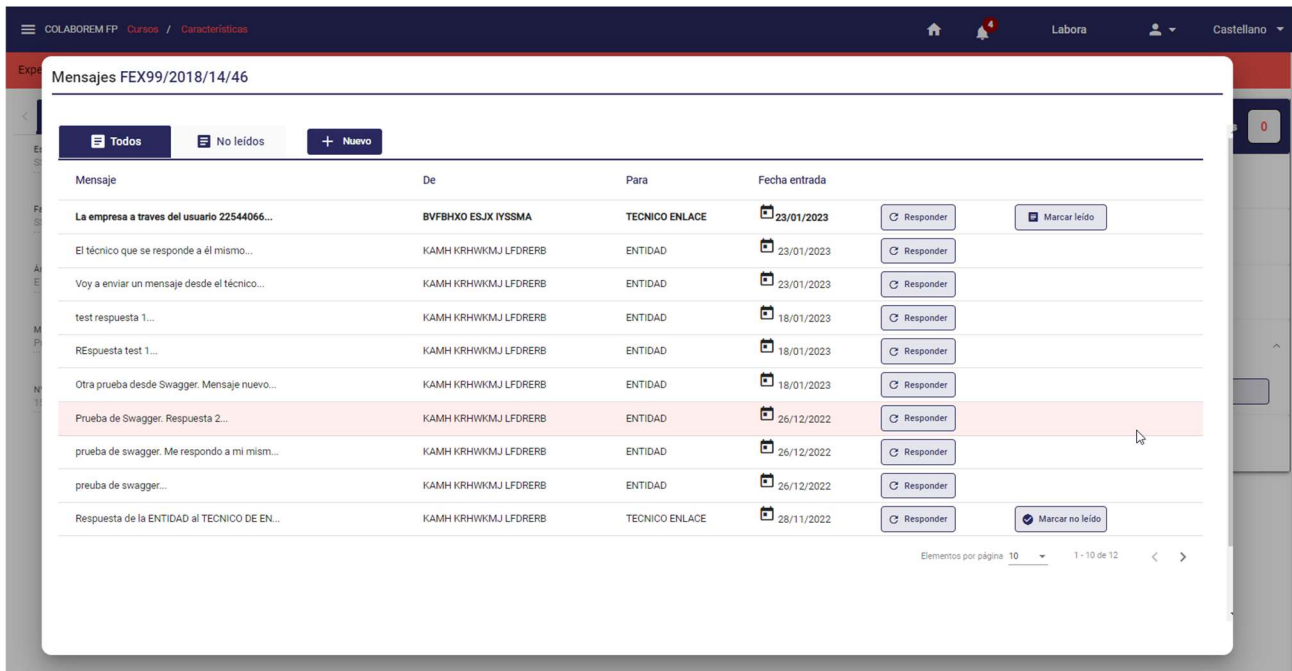 COLABOREM FP Cursos / Características 4 Labora Castellano
Expe
Mensajes FEX99/2018/14/46
0
Todos No leídos + Nuevo
Mensaje De Para Fecha entrada
La empresa a traves del usuario 22544066... BVFBHXO ESJX IYSSMA TECNICO ENLACE 23/01/2023 Responder Marcar leído
El técnico que se responde a él mismo... KAMH KRHWKMJ LFDRERB ENTIDAD 23/01/2023 Responder
Voy a enviar un mensaje desde el técnico... KAMH KRHWKMJ LFDRERB ENTIDAD 23/01/2023 Responder
test respuesta 1... KAMH KRHWKMJ LFDRERB ENTIDAD 18/01/2023 Responder
REspuesta test 1... KAMH KRHWKMJ LFDRERB ENTIDAD 18/01/2023 Responder
Otra prueba desde Swagger. Mensaje nuevo... KAMH KRHWKMJ LFDRERB ENTIDAD 18/01/2023 Responder
Prueba de Swagger. Respuesta 2... KAMH KRHWKMJ LFDRERB ENTIDAD 26/12/2022 Responder
prueba de swagger. Me respondo a mi mism... KAMH KRHWKMJ LFDRERB ENTIDAD 26/12/2022 Responder
preuba de swagger... KAMH KRHWKMJ LFDRERB ENTIDAD 26/12/2022 Responder
Respuesta de la ENTIDAD al TECNICO DE EN... KAMH KRHWKMJ LFDRERB TECNICO ENLACE 28/11/2022 Responder Marcar no leído
Elementos por página 10 1 - 10 de 12